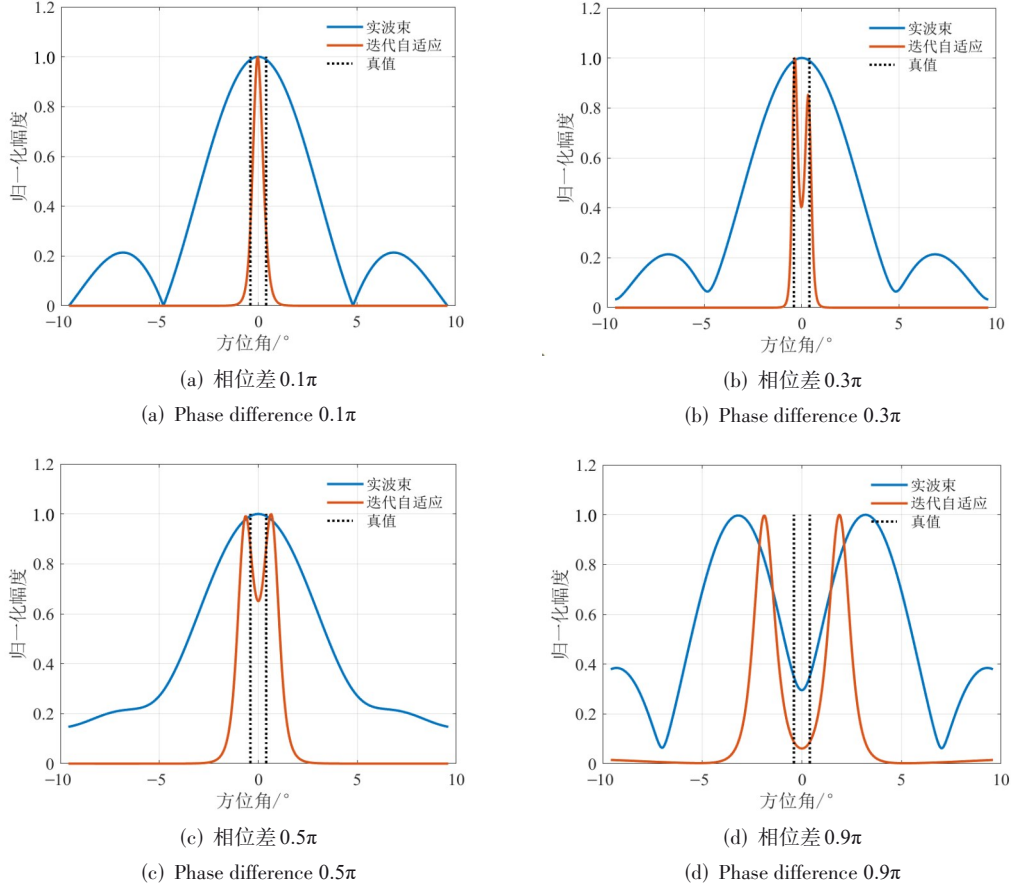 1.2
实波束
迭代自适应
真值
1.0
0.8
0.6
0.4
0.2
0
归一化幅度
−10
−5
0
5
10
方位角/°
(a) 相位差0.1π
(a) Phase difference 0.1π
1.2
实波束
迭代自适应
真值
1.0
0.8
0.6
0.4
0.2
0
归一化幅度
−10
−5
0
5
10
方位角/°
(b) 相位差0.3π
(b) Phase difference 0.3π
1.2
实波束
迭代自适应
真值
1.0
0.8
0.6
0.4
0.2
0
归一化幅度
−10
−5
0
5
10
方位角/°
(c) 相位差0.5π
(c) Phase difference 0.5π
1.2
实波束
迭代自适应
真值
1.0
0.8
0.6
0.4
0.2
0
归一化幅度
−10
−5
0
5
10
方位角/°
(d) 相位差0.9π
(d) Phase difference 0.9π